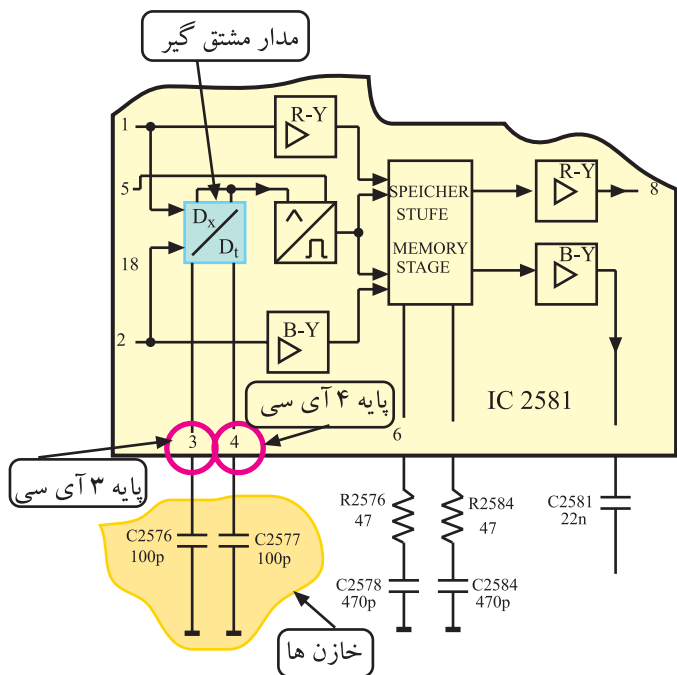 مدار مشتق گیر
1
R-Y
R-Y
5
8
SPEICHER
STUFE
Dx
Dt
MEMORY
STAGE
B-Y
18
2
B-Y
IC 2581
پایه ۴ آی سی
3
4
6
پایه ۳ آی سی
R2576
47
R2584
47
C2581
22n
C2576
100p
C2577
100p
C2578
470p
C2584
470p
خازن ها